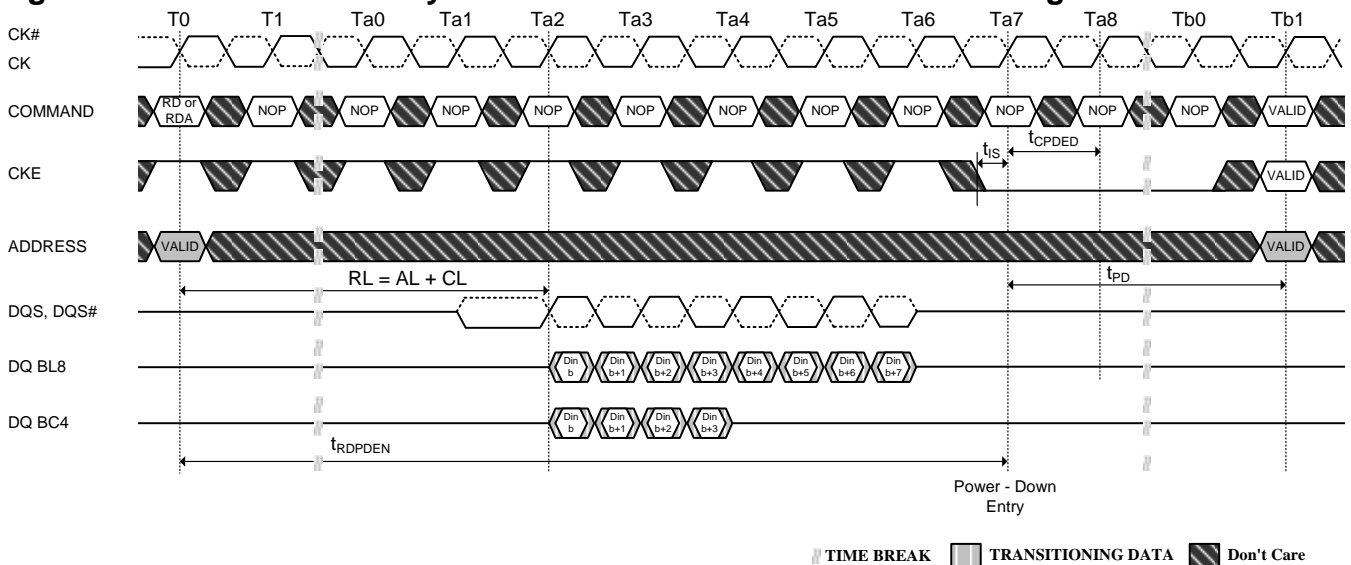 T0 T1 Ta0 Ta1 Ta2 Ta3 Ta4 Ta5 Ta6 Ta7 Ta8 Tb0 Tb1
CK#
CK
COMMAND
RD or
RDA
NOP NOP NOP NOP NOP NOP NOP NOP NOP NOP NOP VALID
tIS
tCPDED
CKE
VALID
ADDRESS
VALID
VALID
RL = AL + CL
tPD
DQS, DQS#
DQ BL8
Din Din Din Din Din Din Din Din
b b+1 b+2 b+3 b+4 b+5 b+6 b+7
DQ BC4
Din Din Din Din
b b+1 b+2 b+3
tRDPDEN
Power - Down
Entry
TIME BREAK TRANSITIONING DATA Don't Care